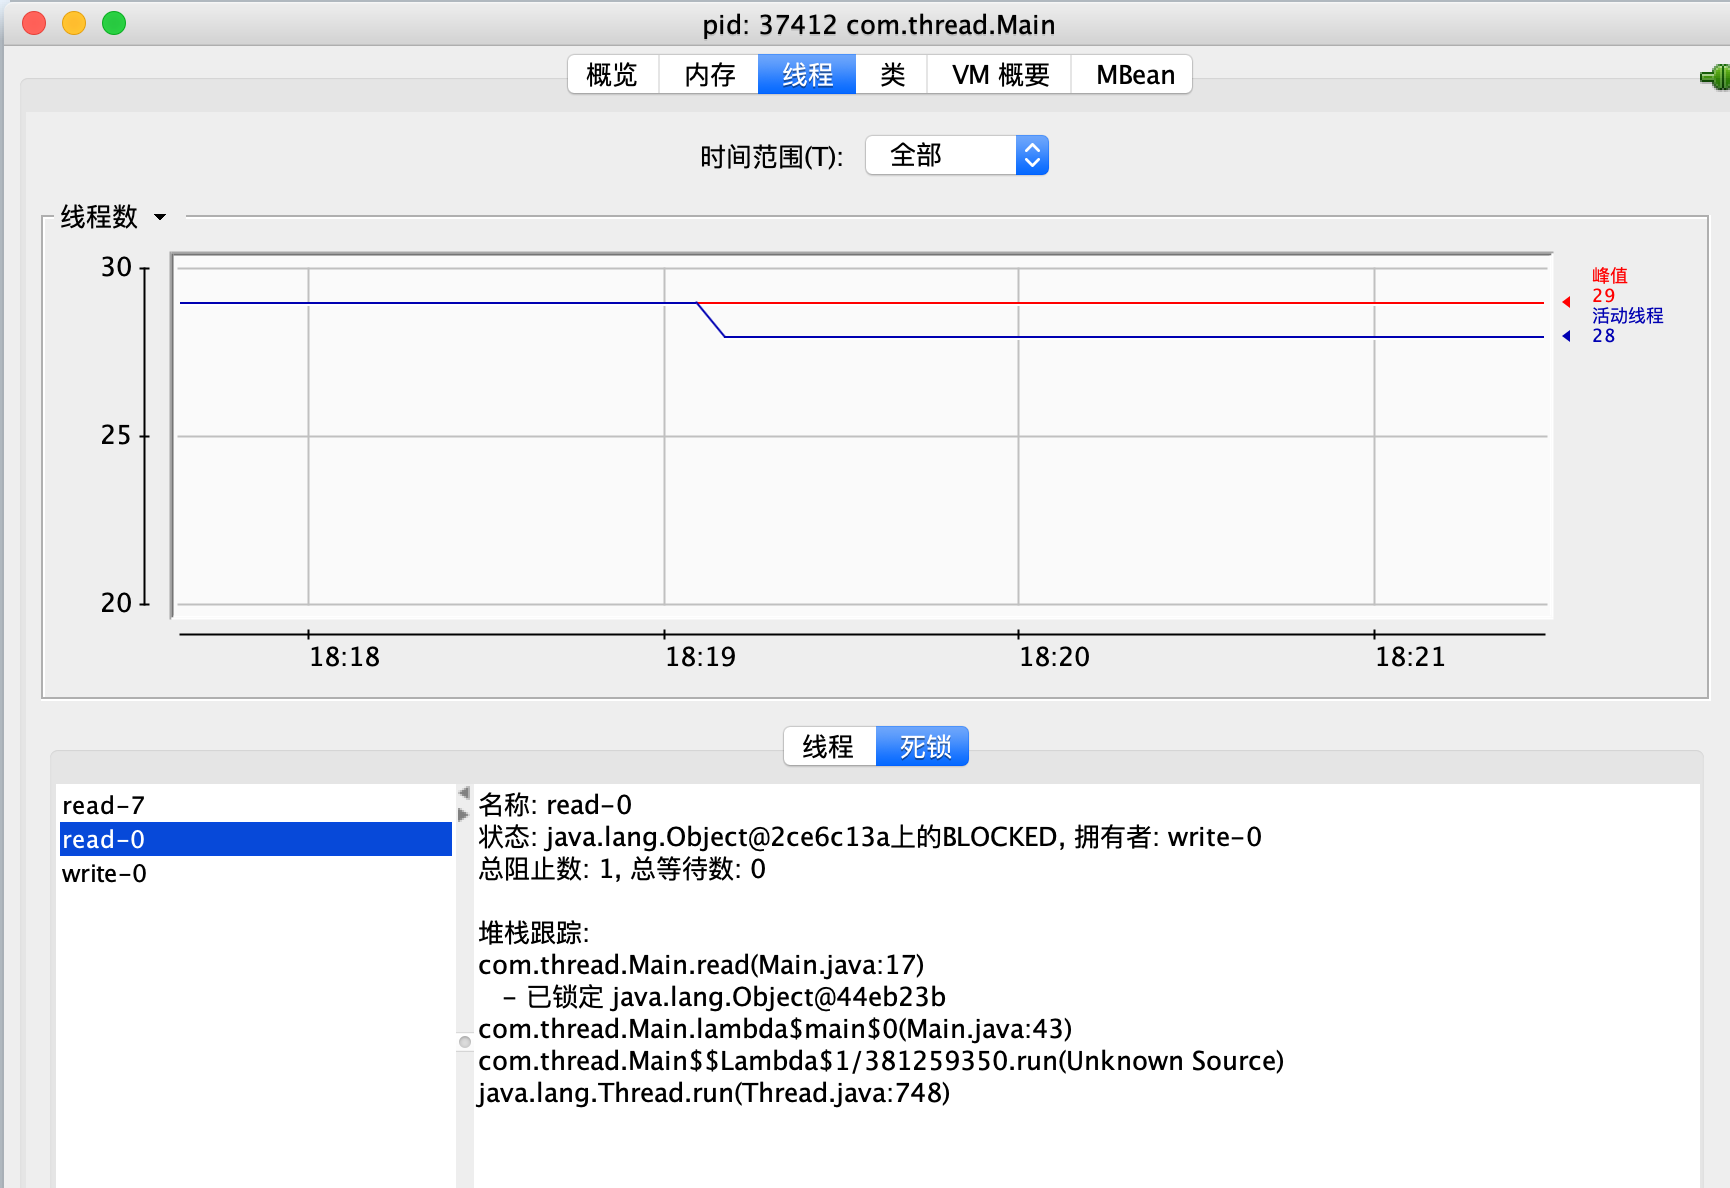 pid: 37412 com.thread.Main
概览 内存 线程 类 VM 概要 MBean
时间范围(T): 全部
线程数
30
25
20
峰值
29
活动线程
28
18:18 18:19 18:20 18:21
线程 死锁
read-7
read-0
write-0
名称: read-0
状态: java.lang.Object@2ce6c13a上的BLOCKED, 拥有者: write-0
总阻止数: 1, 总等待数: 0
堆栈跟踪:
com.thread.Main.read(Main.java:17)
- 已锁定 java.lang.Object@44eb23b
com.thread.Main.lambda$main$0(Main.java:43)
com.thread.Main$$Lambda$1/381259350.run(Unknown Source)
java.lang.Thread.run(Thread.java:748)